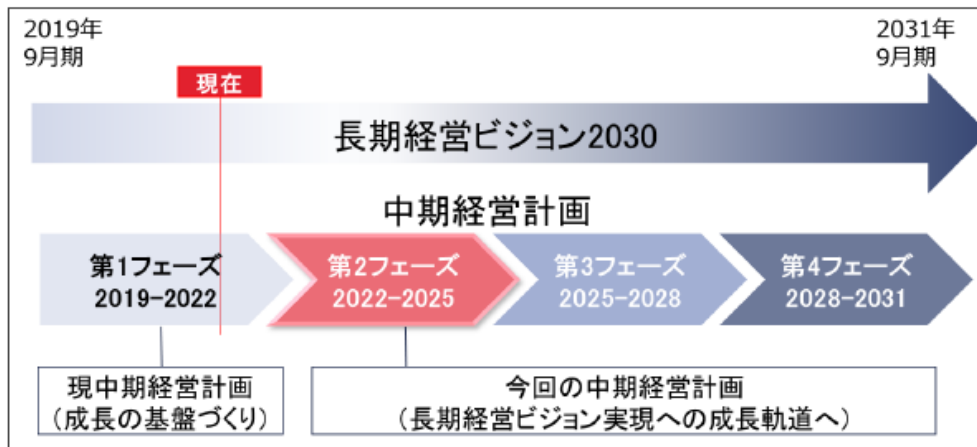 2019年
9月期
2031年
9月期
現在
長期経営ビジョン2030
中期経営計画
第1フェーズ
2019-2022
第2フェーズ
2022-2025
第3フェーズ
2025-2028
第4フェーズ
2028-2031
現中期経営計画
(成長の基盤づくり)
今回の中期経営計画
(長期経営ビジョン実現への成長軌道へ)